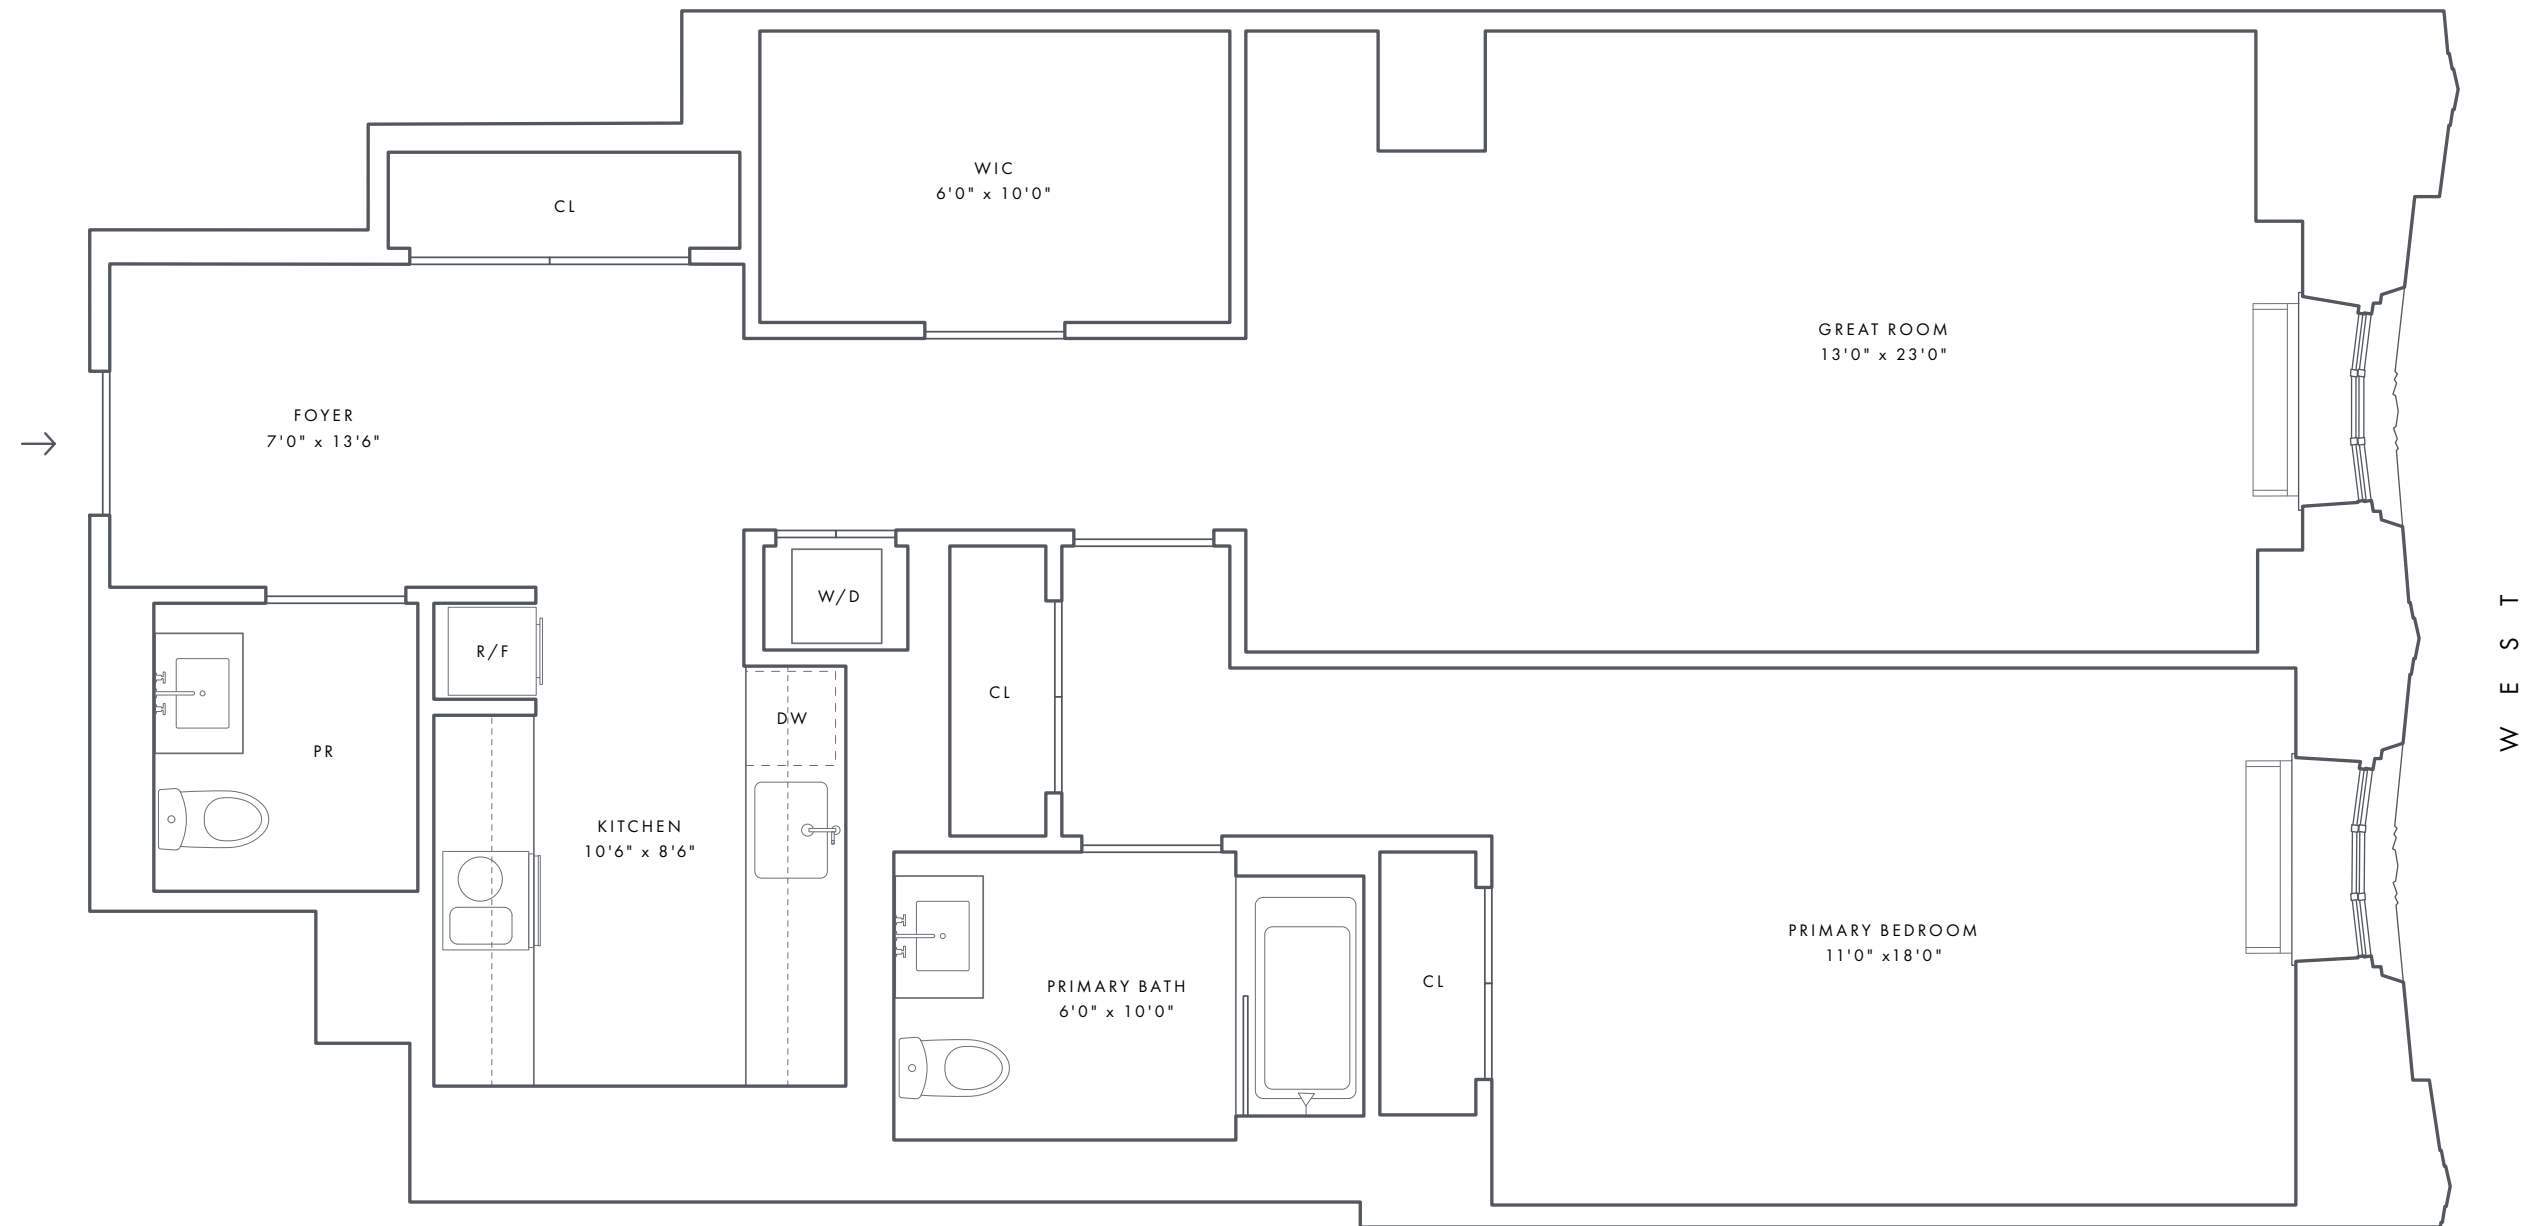 WIC
6'0" x 10'0"
CL
GREAT ROOM
13'0" x 23'0"
FOYER
7'0" x 13'6"
W/D
R/F
CL
DW
PR
KITCHEN
10'6" x 8'6"
PRIMARY BEDROOM
11'0" x18'0"
CL
PRIMARY BATH
6'0" x 10'0"
WEST